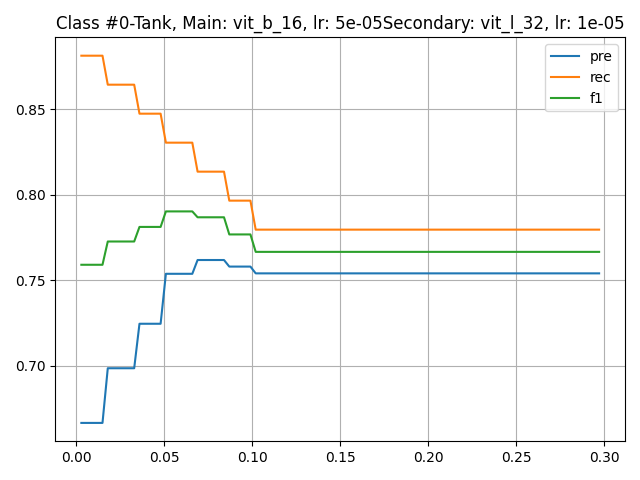 Class #0-Tank, Main: vit_b_16, lr: 5e-05Secondary: vit_l_32, lr: 1e-05
pre
rec
f1
0.85
0.80
0.75
0.70
0.00 0.05 0.10 0.15 0.20 0.25 0.30